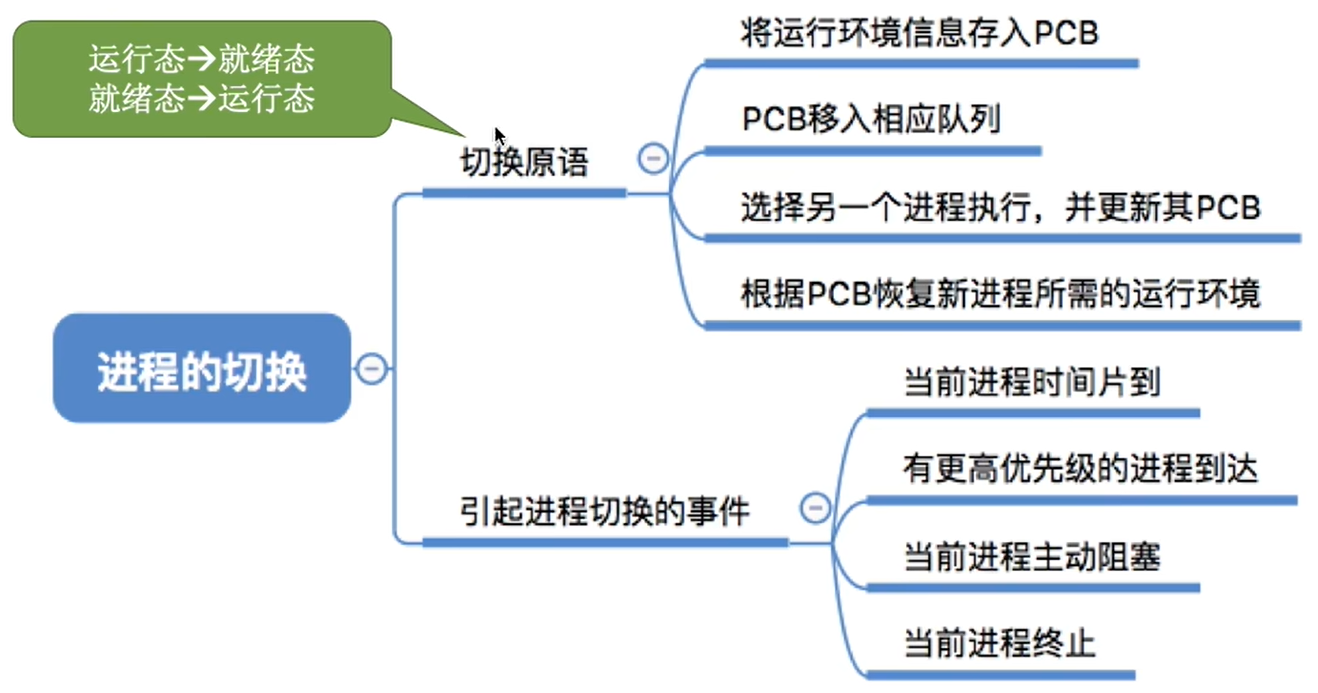 运行态→就绪态
就绪态→运行态
切换原语
将运行环境信息存入PCB
PCB移入相应队列
选择另一个进程执行，并更新其PCB
根据PCB恢复新进程所需的运行环境
进程的切换
引起进程切换的事件
当前进程时间片到
有更高优先级的进程到达
当前进程主动阻塞
当前进程终止